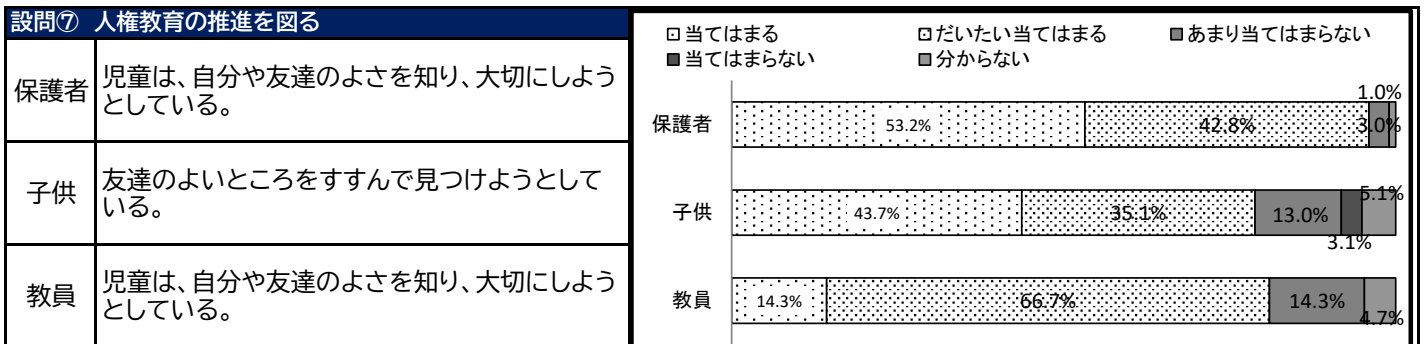 設問⑦ 人権教育の推進を図る
保護者
児童は、自分や友達のよさを知り、大切にしよう
としている。
子供
友達のよいところをすすんで見つけようとして
いる。
教員
児童は、自分や友達のよさを知り、大切にしよう
としている。
当てはまる だいたい当てはまる あまり当てはまらない
当てはまらない 分からない
1.0%
保護者 53.2% 42.8% 3.0%
5.1%
子供 43.7% 35.1% 13.0%
3.1%
教員 14.3% 66.7% 14.3%
4.7%